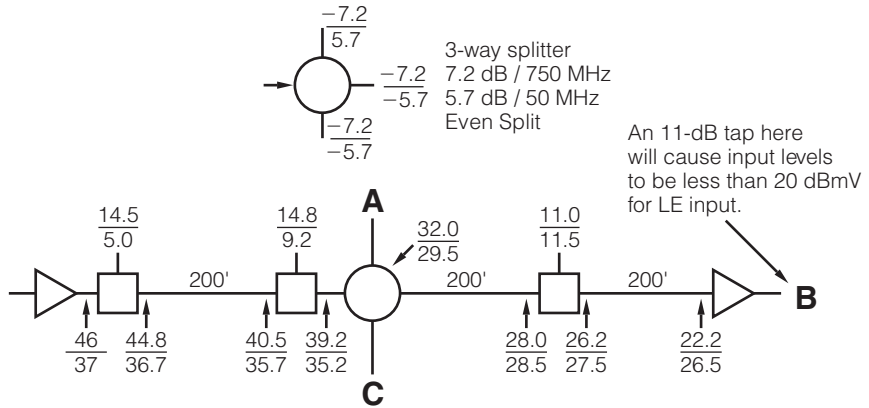 −7.2
5.7
−7.2
−5.7
−7.2
−5.7
3-way splitter
7.2 dB / 750 MHz
5.7 dB / 50 MHz
Even Split
An 11-dB tap here
will cause input levels
to be less than 20 dBmV
for LE input.
14.5
5.0
14.8
9.2
A
32.0
29.5
11.0
11.5
200'
200'
200'
B
46
37
44.8
36.7
40.5
35.7
39.2
35.2
28.0
28.5
26.2
27.5
22.2
26.5
C